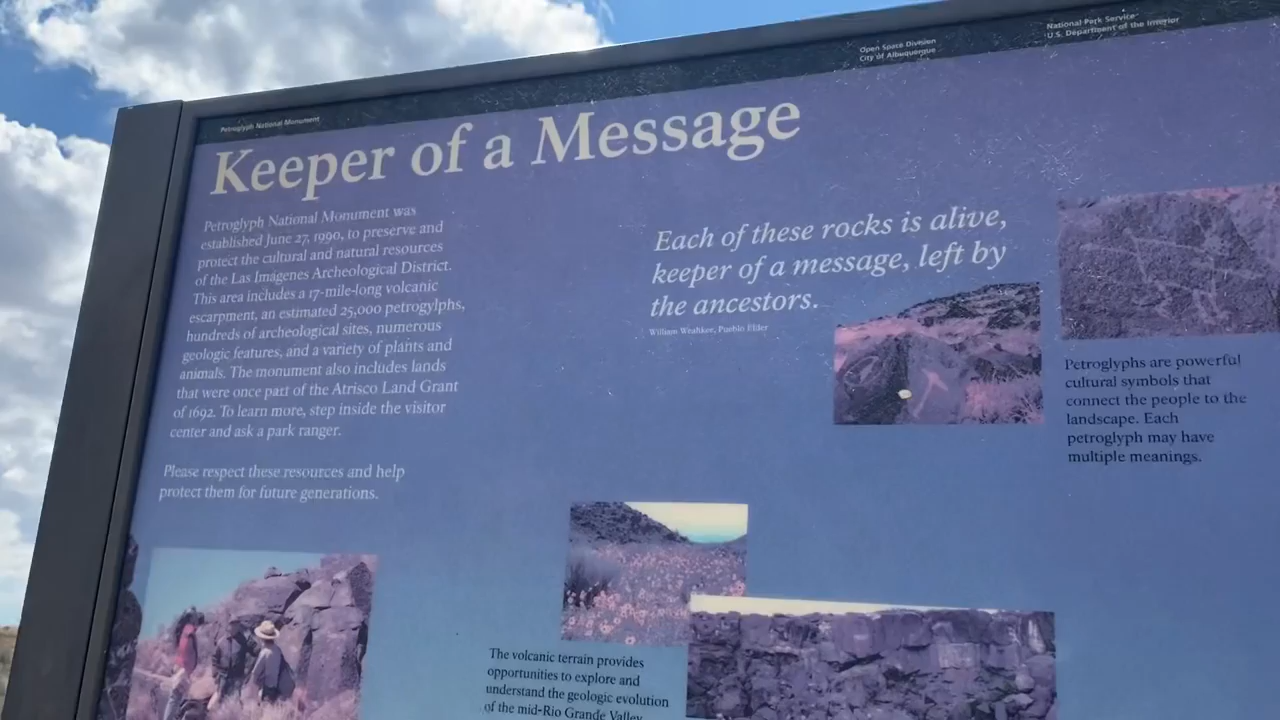 Petroglyph National Monument
Open Space Division
City of Albuquerque
National Park Service
U.S. Department of the Interior
Keeper of a Message
Petroglyph National Monument was
established June 27, 1990, to preserve and
protect the cultural and natural resources
of the Las Imágenes Archeological District.
This area includes a 17-mile-long volcanic
escarpment, an estimated 25,000 petrogylphs,
hundreds of archeological sites, numerous
geologic features, and a variety of plants and
animals. The monument also includes lands
that were once part of the Atrisco Land Grant
of 1692. To learn more, step inside the visitor
center and ask a park ranger.
Please respect these resources and help
protect them for future generations.
Each of these rocks is alive,
keeper of a message, left by
the ancestors.
William Weahkee, Pueblo Elder
Petroglyphs are powerful
cultural symbols that
connect the people to the
landscape. Each
petroglyph may have
multiple meanings.
The volcanic terrain provides
opportunities to explore and
understand the geologic evolution
of the mid-Rio Grande Valley.